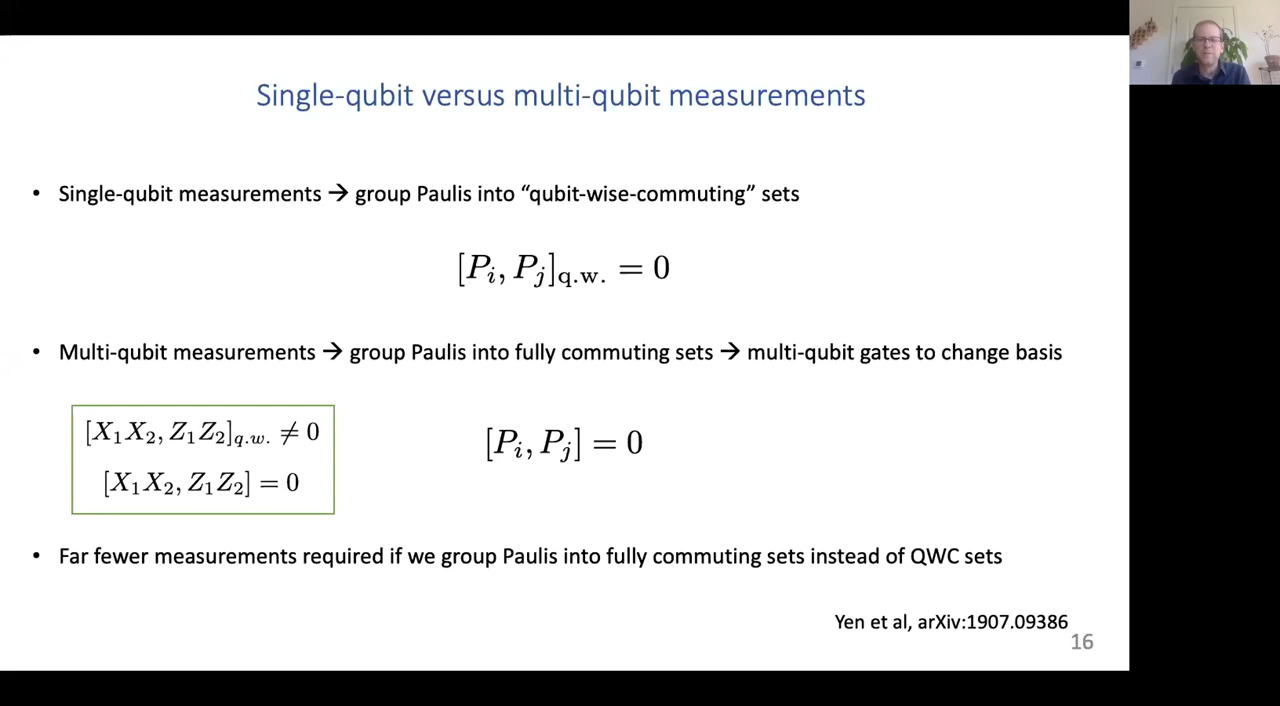 Single-qubit versus multi-qubit measurements
• Single-qubit measurements → group Paulis into “qubit-wise-commuting” sets
[P_i, P_j]_{q.w.} = 0
• Multi-qubit measurements → group Paulis into fully commuting sets → multi-qubit gates to change basis
[X_1X_2, Z_1Z_2]_{q.w.} ≠ 0
[X_1X_2, Z_1Z_2] = 0
[P_i, P_j] = 0
• Far fewer measurements required if we group Paulis into fully commuting sets instead of QWC sets
Yen et al, arXiv:1907.09386
16